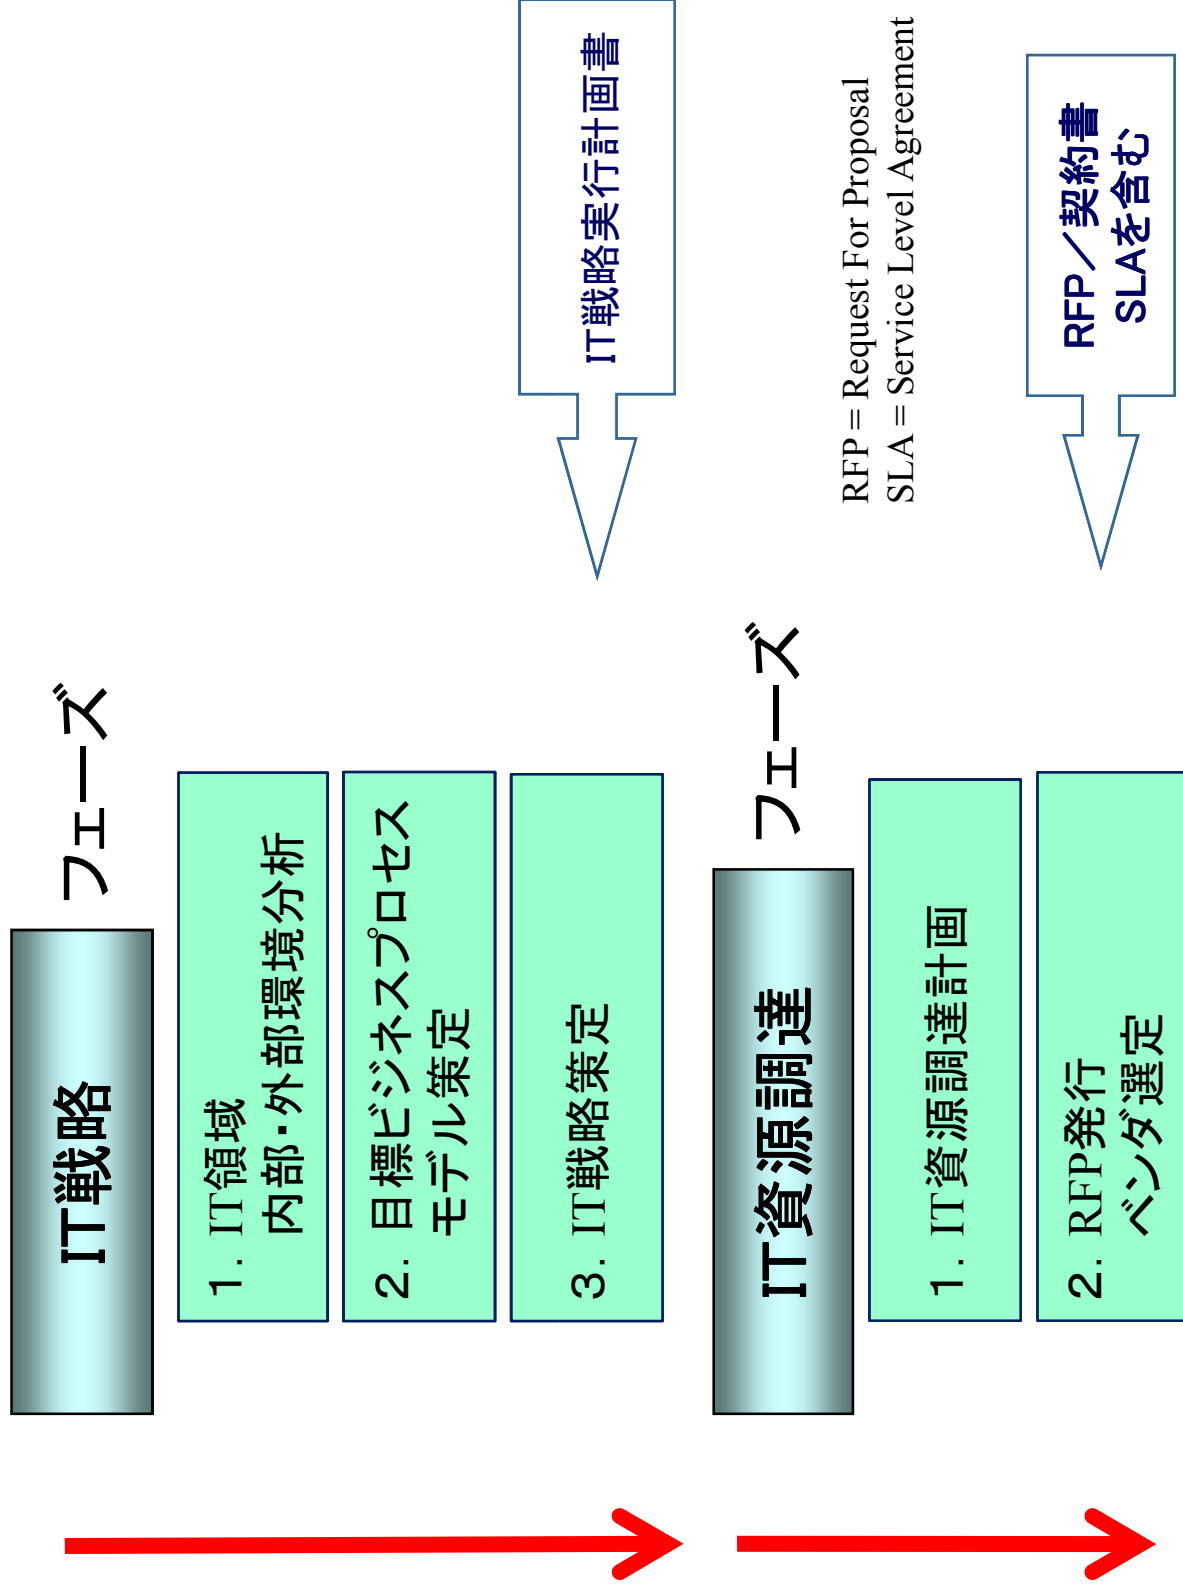 IT戦略 フェーズ
1. IT領域
内部・外部環境分析
2. 目標ビジネスプロセス
モデル策定
3. IT戦略策定
IT戦略実行計画書
IT資源調達 フェーズ
RFP = Request For Proposal
SLA = Service Level Agreement
1. IT資源調達計画
2. RFP発行
ベンダ選定
RFP／契約書
SLAを含む